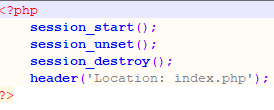 <?php
    session_start();
    session_unset();
    session_destroy();
    header('Location: index.php');
?>